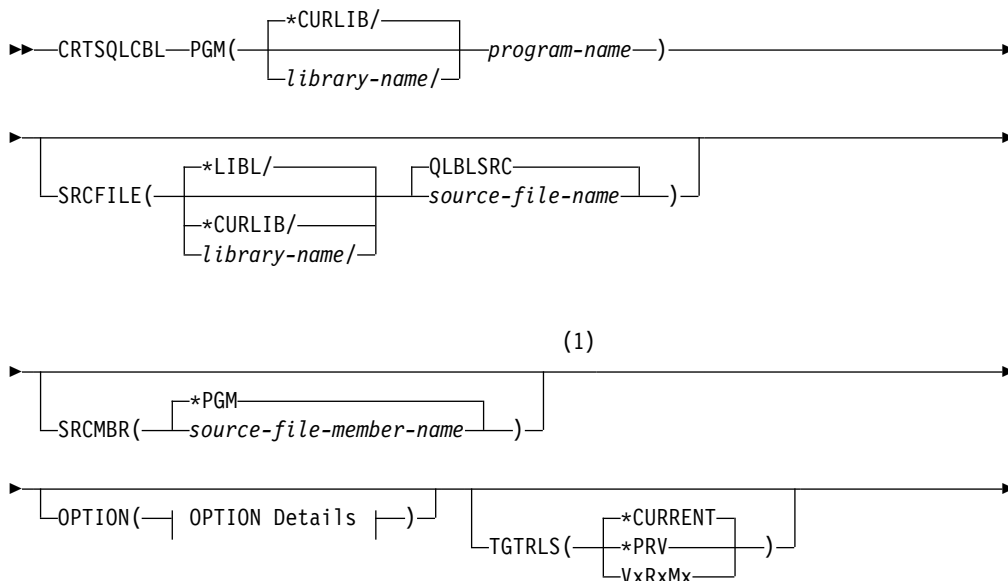 *CURLIB/
CRTSQLCBL PGM( program-name )
library-name/
*LIBL/ QLBLSRC
SRCFILE( source-file-name )
*CURLIB/
library-name/
(1)
*PGM
SRCMBR( source-file-member-name )
OPTION( OPTION Details ) *CURRENT
TGTRLS( *PRV )
VxRxMx